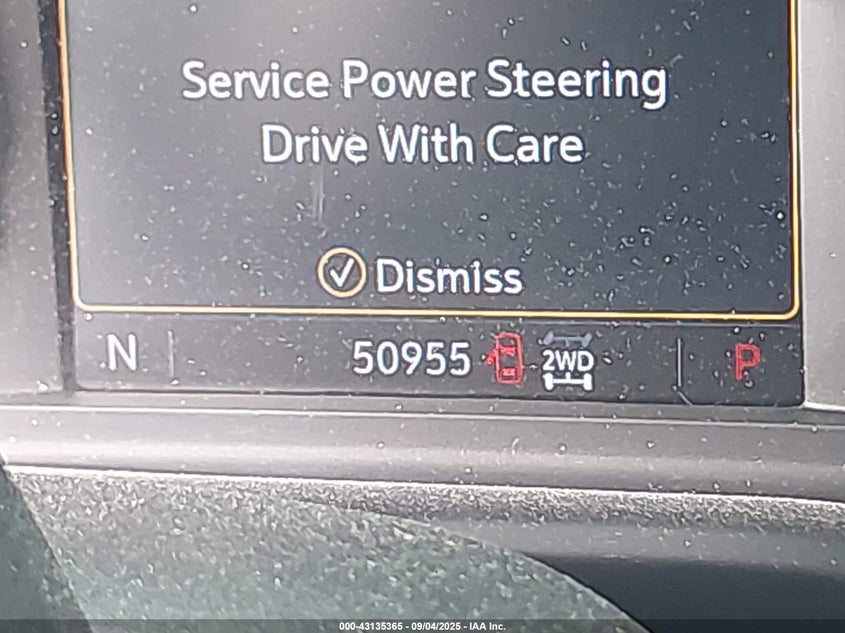 Service Power Steering
Drive With Care
Dismiss
N 50955 2WD P
000-43135365 - 09/04/2025 - IAA Inc.